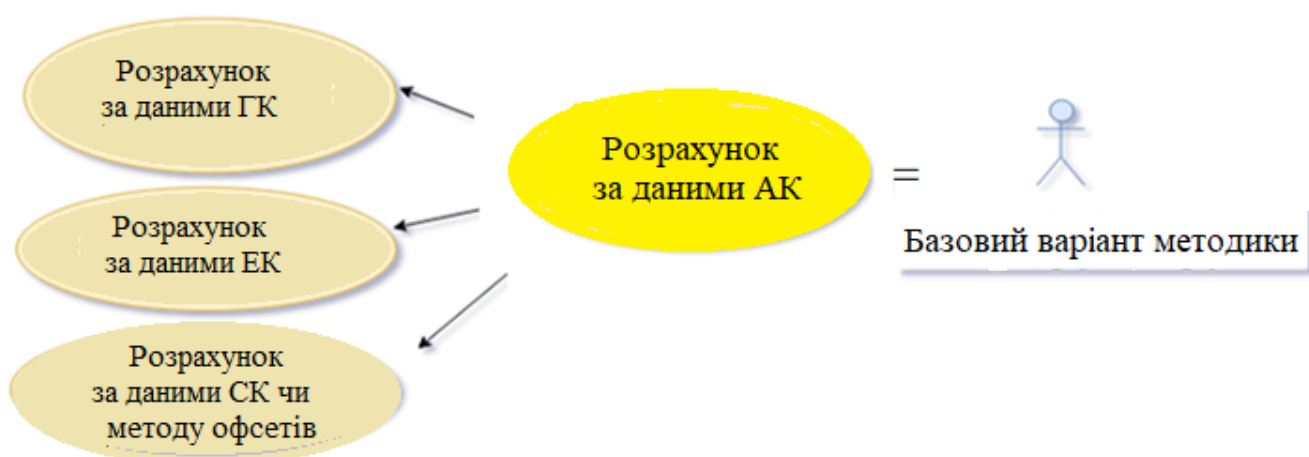 Розрахунок
за даними ГК
Розрахунок
за даними ЕК
Розрахунок
за даними СК чи
методу офсетів
Розрахунок
за даними АК
=
Базовий варіант методики